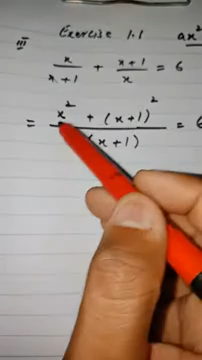 iii Exercise 1.1 ax²
x/(x+1) + (x+1)/x = 6
= (x² + (x+1)²)/( (x+1)) = 6